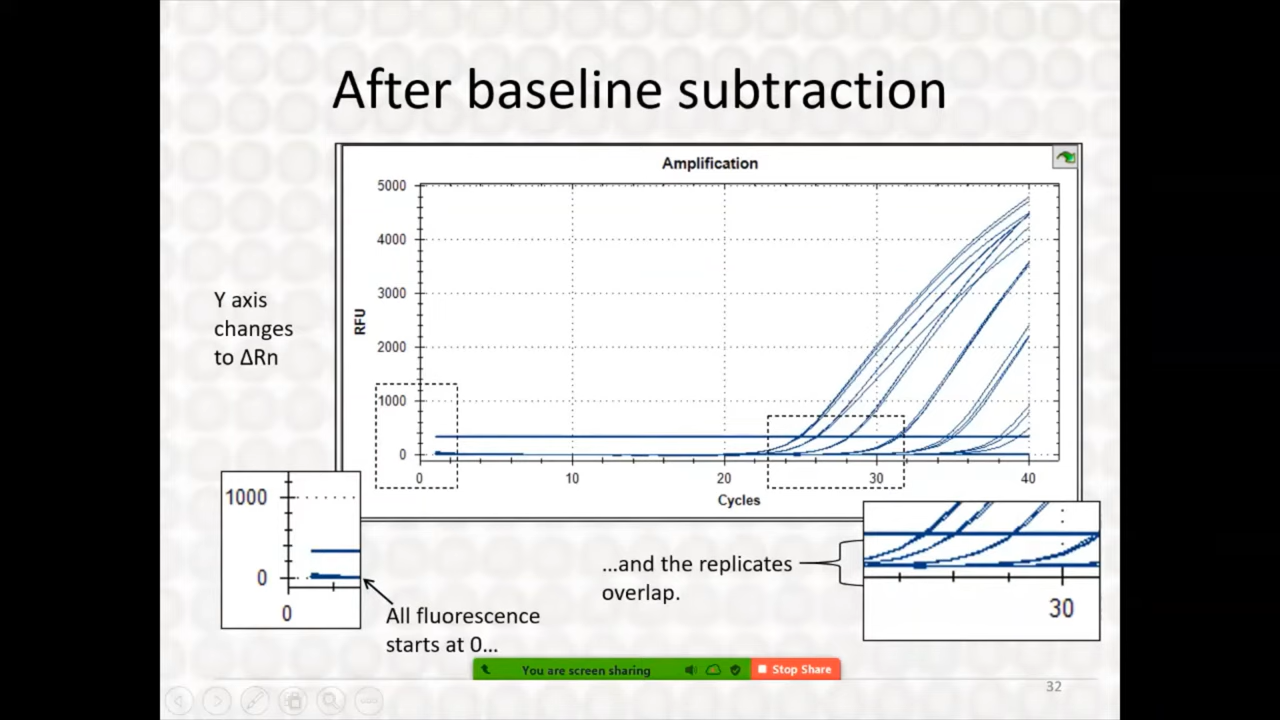 After baseline subtraction
Amplification
5000
4000
3000
2000
1000
0
RFU
0
10
20
30
40
Cycles
Y axis
changes
to ΔRn
1000
0
0
All fluorescence
starts at 0...
...and the replicates
overlap.
30
You are screen sharing
Stop Share
32